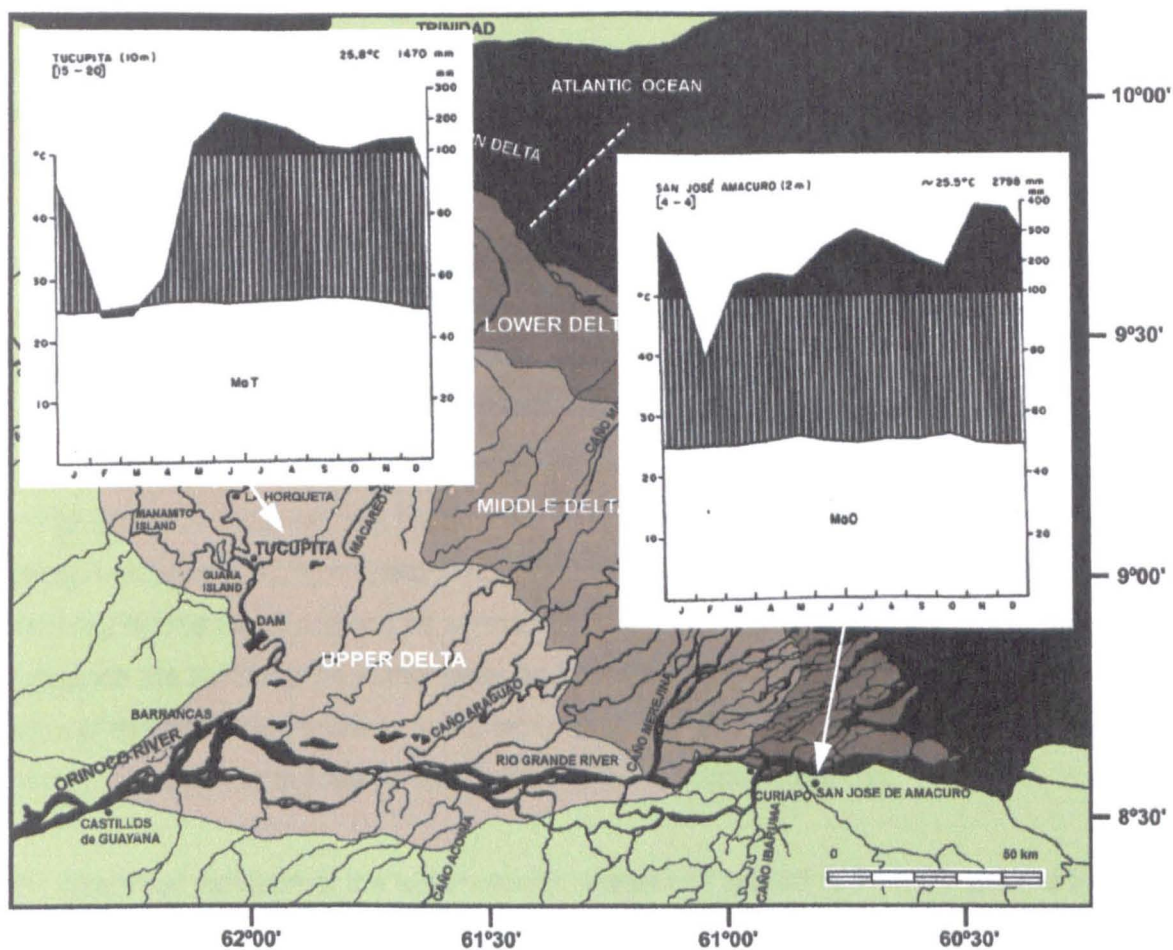 TRINIDAD
TUCUPITA (10m) 25.8°C 1470 mm
[15 - 20] mm
300
200
100
80
60
40
20
°C
40
30
20
10
MaT
J F M A M J J A S O N D
ATLANTIC OCEAN
DELTA
SAN JOSÉ AMACURO (2m) ~25.5°C 2798 mm
[4 - 4] mm
400
300
200
100
80
60
40
20
°C
40
30
20
10
MaO
J F M A M J J A S O N D
10°00'
9°30'
9°00'
8°30'
LOWER DELT
MIDDLE DELTA
UPPER DELTA
CAÑO
MACAREO
LA HORQUETA
MANAMITO
ISLAND
TUCUPITA
GUARA
ISLAND
DAM
BARRANCAS
ORINOCO RIVER
CASTILLOS
de GUAYANA
CAÑO ARAGUAO
RIO GRANDE RIVER
CAÑO MEREJINA
CURIAPO
SAN JOSE DE AMACURO
CAÑO ACOIMA
CAÑO IBARUMA
0 50 km
62°00' 61°30' 61°00' 60°30'